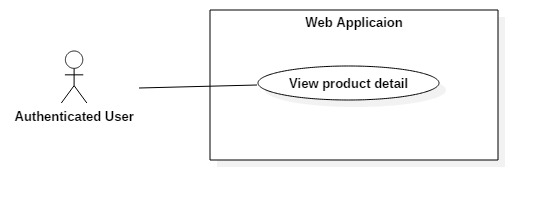 Web Applicaion
View product detail
Authenticated User